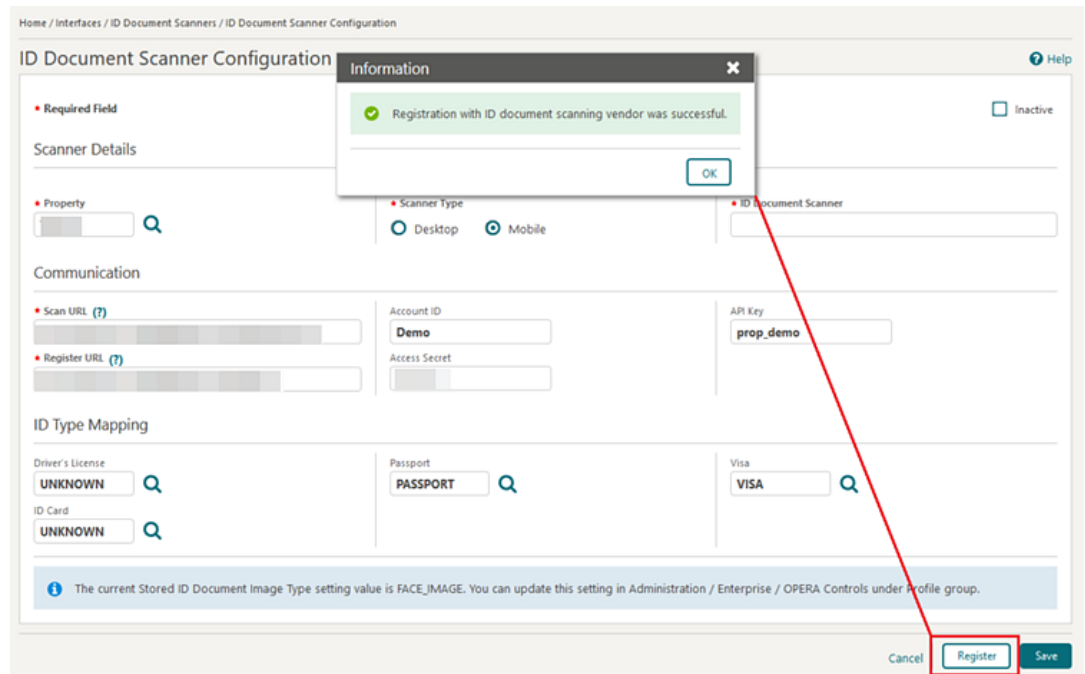 Home / Interfaces / ID Document Scanners / ID Document Scanner Configuration
ID Document Scanner Configuration
Help
Information
Registration with ID document scanning vendor was successful.
OK
* Required Field
Inactive
Scanner Details
* Property
* Scanner Type
* ID Document Scanner
Desktop
Mobile
Communication
* Scan URL (?)
Account ID
API Key
Demo
prop_demo
* Register URL (?)
Access Secret
ID Type Mapping
Driver's License
Passport
Visa
UNKNOWN
PASSPORT
VISA
ID Card
UNKNOWN
The current Stored ID Document Image Type setting value is FACE_IMAGE. You can update this setting in Administration / Enterprise / OPERA Controls under Profile group.
Cancel
Register
Save